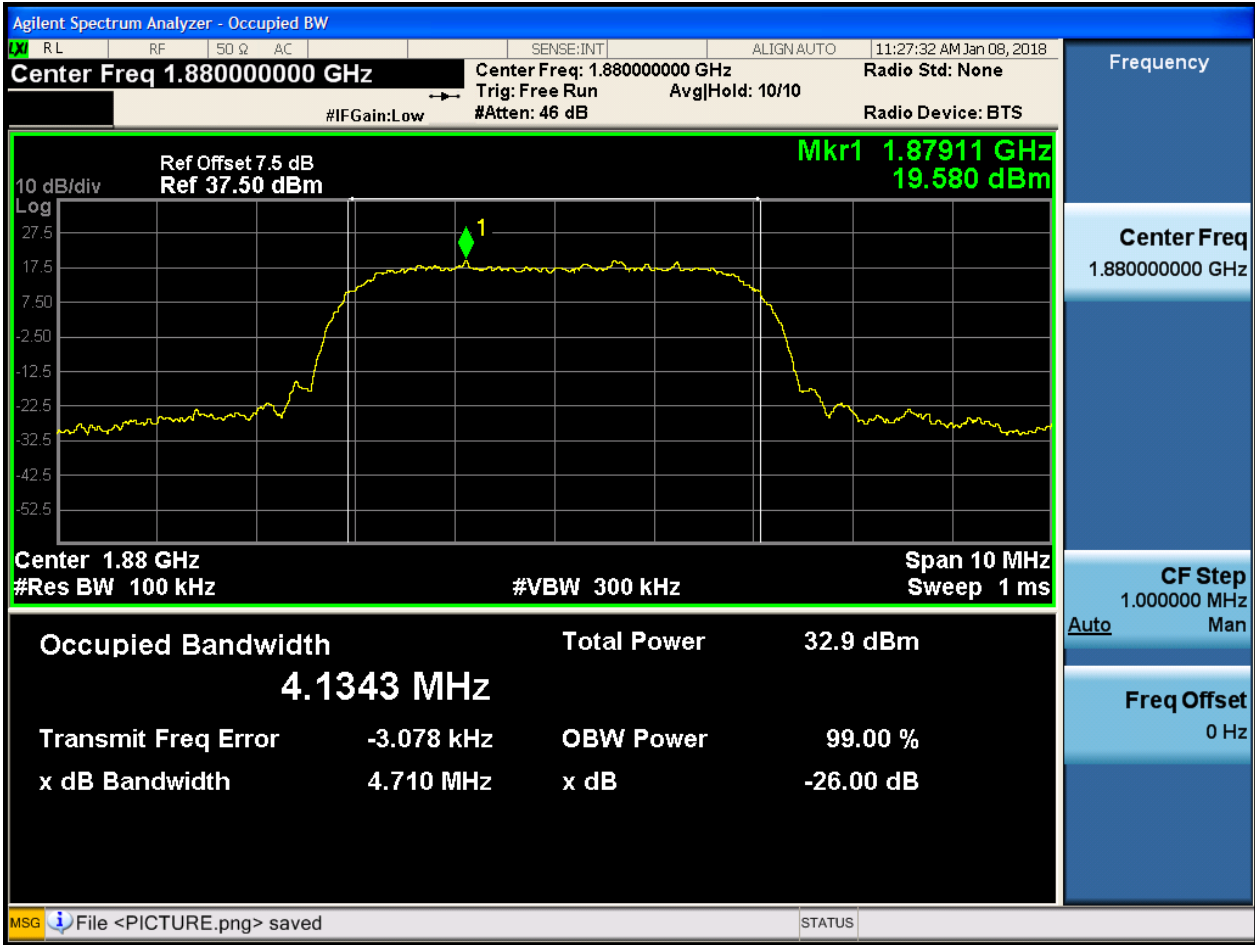 Agilent Spectrum Analyzer - Occupied BW
LXI RL RF 50 Ω AC SENSE:INT ALIGN AUTO 11:27:32 AM Jan 08, 2018
Center Freq 1.880000000 GHz
Center Freq: 1.880000000 GHz
Radio Std: None
Trig: Free Run Avg|Hold: 10/10
#IFGain:Low
#Atten: 46 dB
Radio Device: BTS
Mkr1 1.87911 GHz
19.580 dBm
Ref Offset 7.5 dB
10 dB/div Ref 37.50 dBm
Log
27.5
17.5
7.50
-2.50
-12.5
-22.5
-32.5
-42.5
-52.5
1
Center 1.88 GHz Span 10 MHz
#Res BW 100 kHz #VBW 300 kHz Sweep 1 ms
Occupied Bandwidth Total Power 32.9 dBm
4.1343 MHz
Transmit Freq Error -3.078 kHz OBW Power 99.00 %
x dB Bandwidth 4.710 MHz x dB -26.00 dB
Frequency
Center Freq
1.880000000 GHz
CF Step
1.000000 MHz
Auto Man
Freq Offset
0 Hz
MSG File <PICTURE.png> saved STATUS